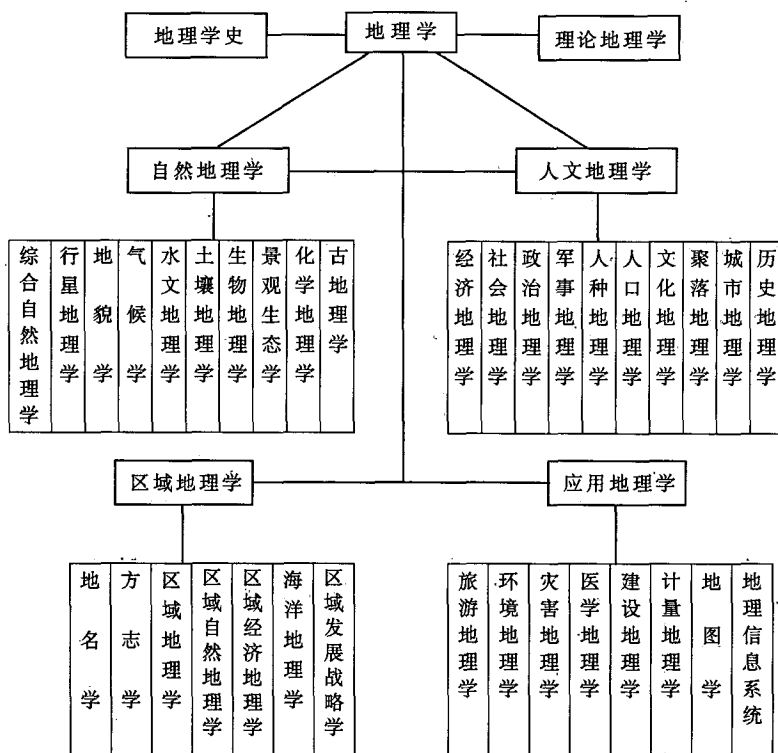 地理学史
地理学
理论地理学
自然地理学
人文地理学
综合自然地理学
行星地理学
地貌学
气候学
水文地理学
土壤地理学
生物地理学
景观生态学
化学地理学
古地理学
经济地理学
社会地理学
政治地理学
军事地理学
人种地理学
人口地理学
文化地理学
聚落地理学
城市地理学
历史地理学
区域地理学
应用地理学
地名学
方志学
区域地理学
区域自然地理学
区域经济地理学
海洋地理学
区域发展战略学
旅游地理学
环境地理学
灾害地理学
医学地理学
建设地理学
计量地理学
地图学
地理信息系统